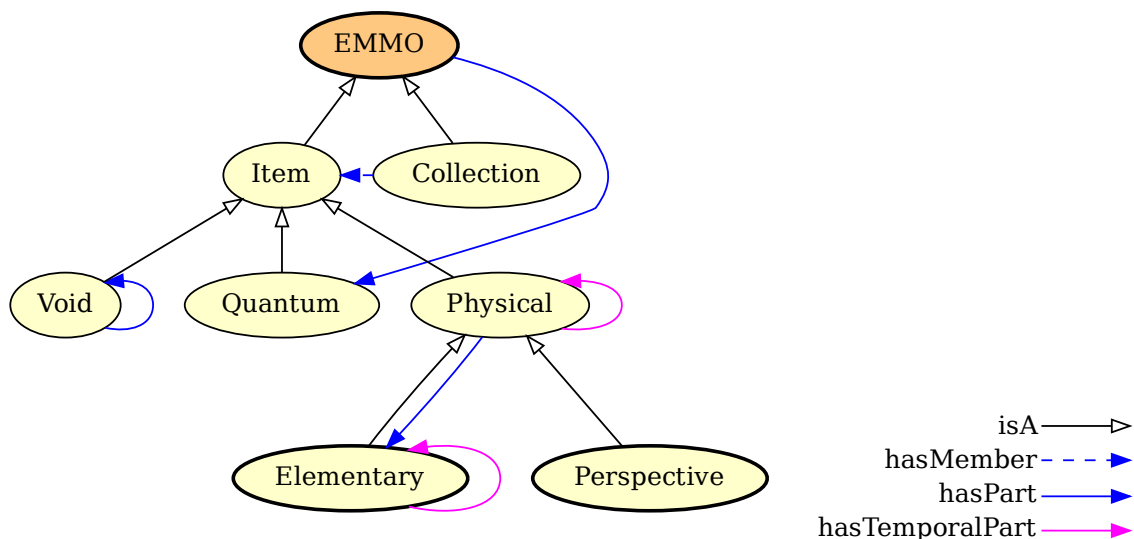 EMMO
Item
Collection
Void
Quantum
Physical
Elementary
Perspective
isA
hasMember
hasPart
hasTemporalPart